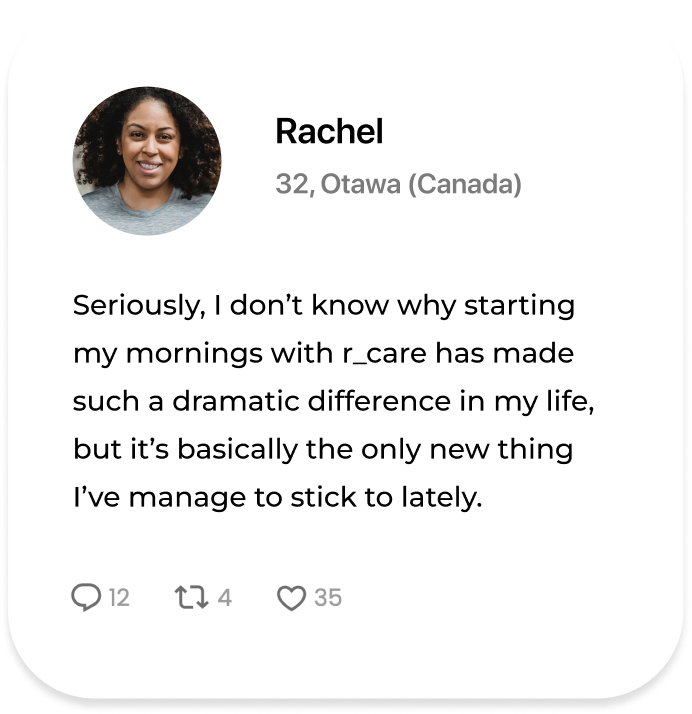 Rachel
32, Otawa (Canada)
Seriously, I don’t know why starting
my mornings with r_care has made
such a dramatic difference in my life,
but it’s basically the only new thing
I’ve manage to stick to lately.
12 4 35